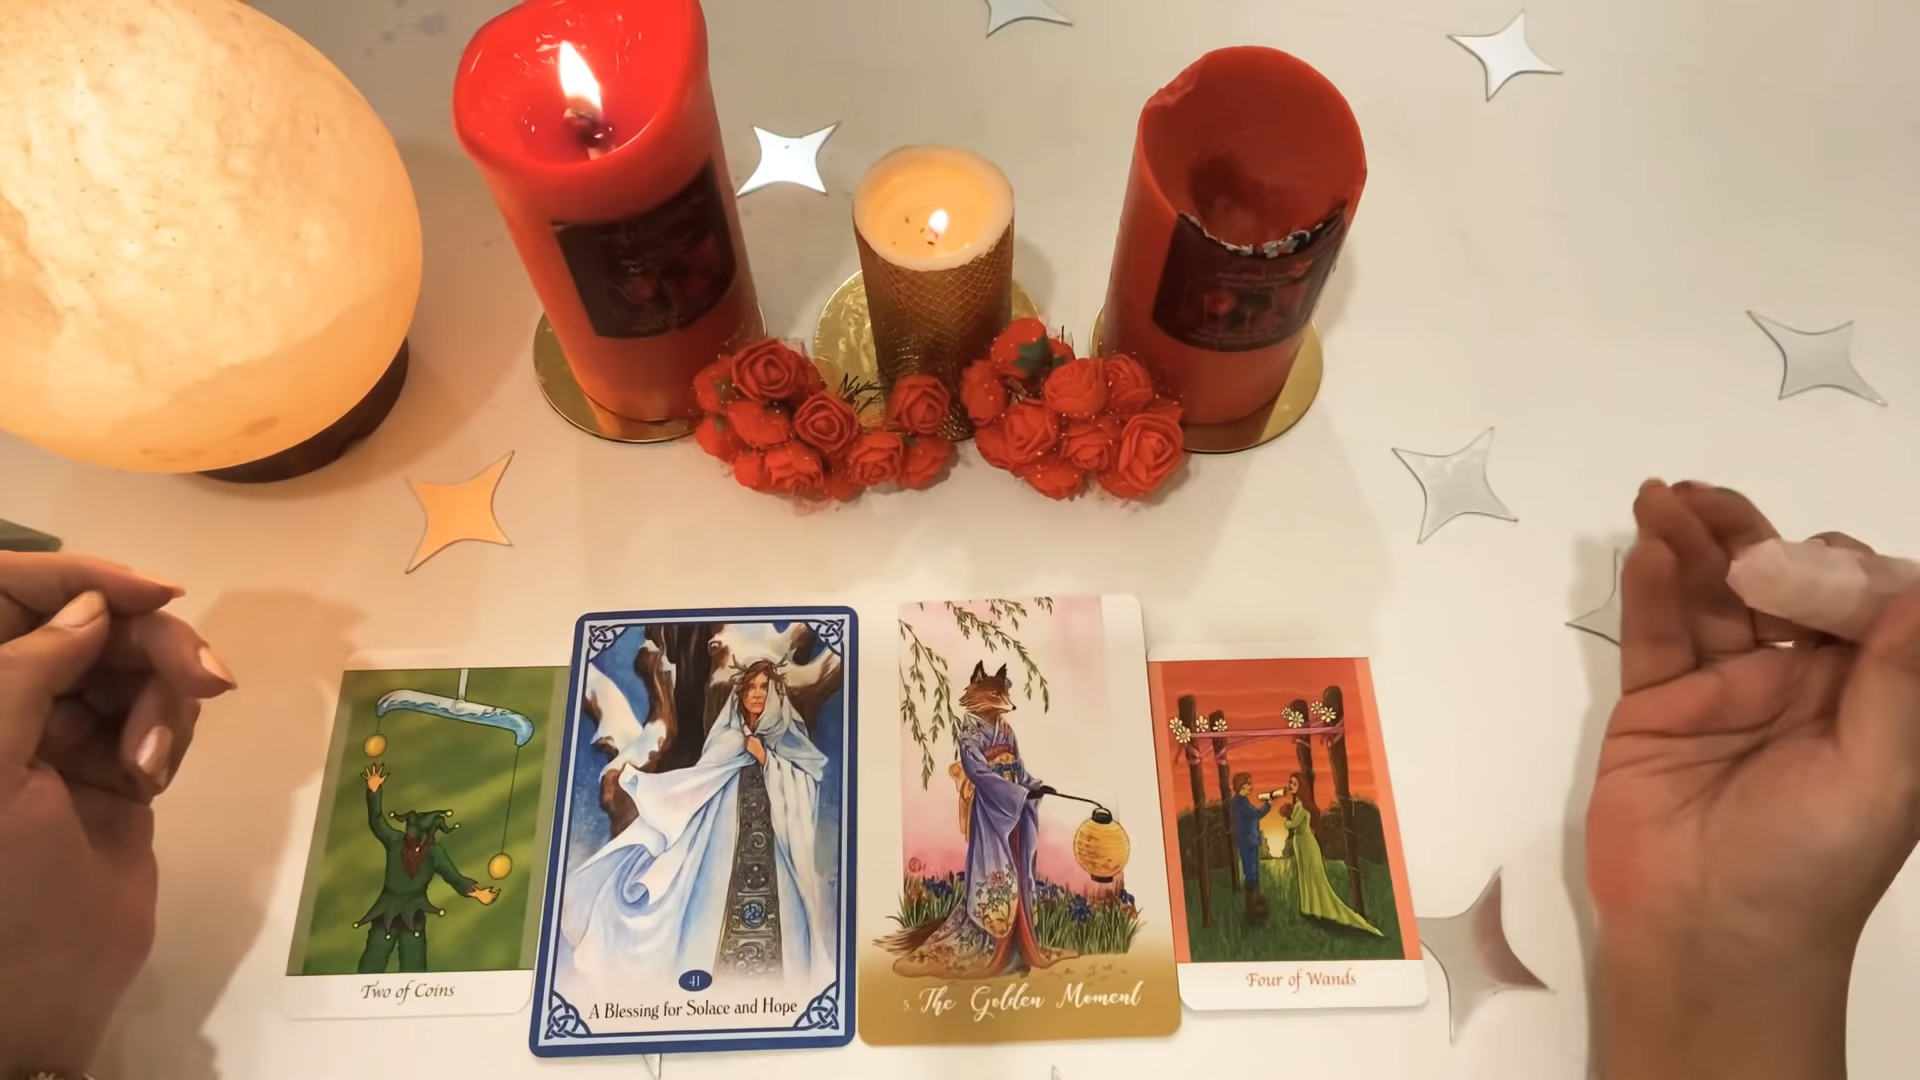 Two of Coins
41
A Blessing for Solace and Hope
5. The Golden Moment
Four of Wands